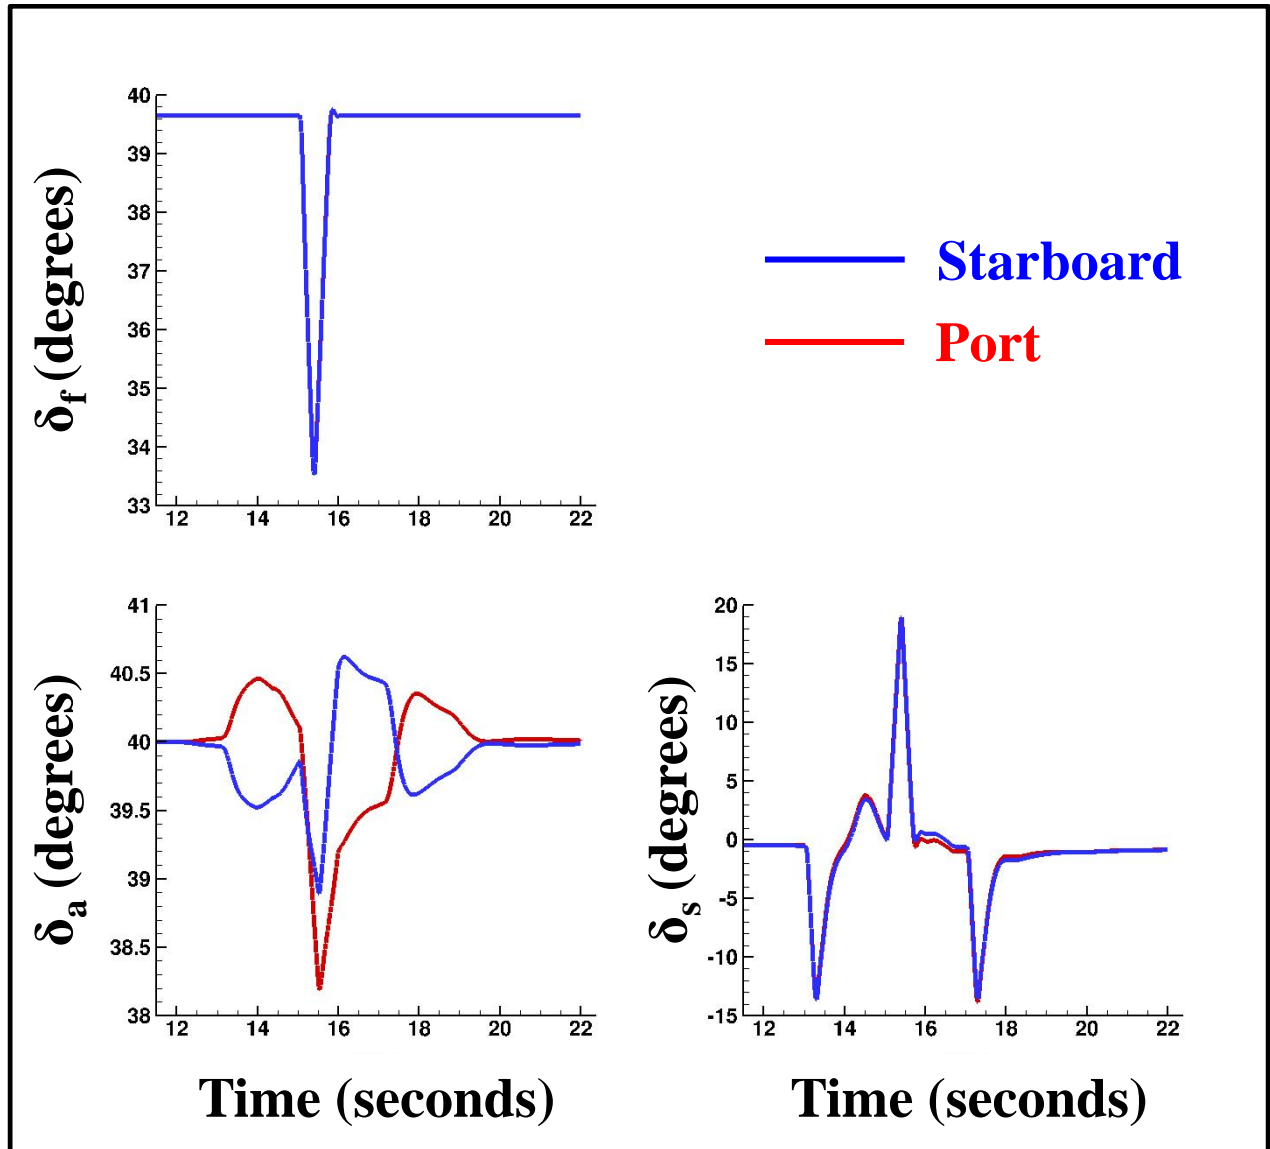 40
39
38
37
36
35
34
33
12 14 16 18 20 22
δf (degrees)
Starboard
Port
41
40.5
40
39.5
39
38.5
38
12 14 16 18 20 22
δa (degrees)
Time (seconds)
20
15
10
5
0
-5
-10
-15
12 14 16 18 20 22
δs (degrees)
Time (seconds)